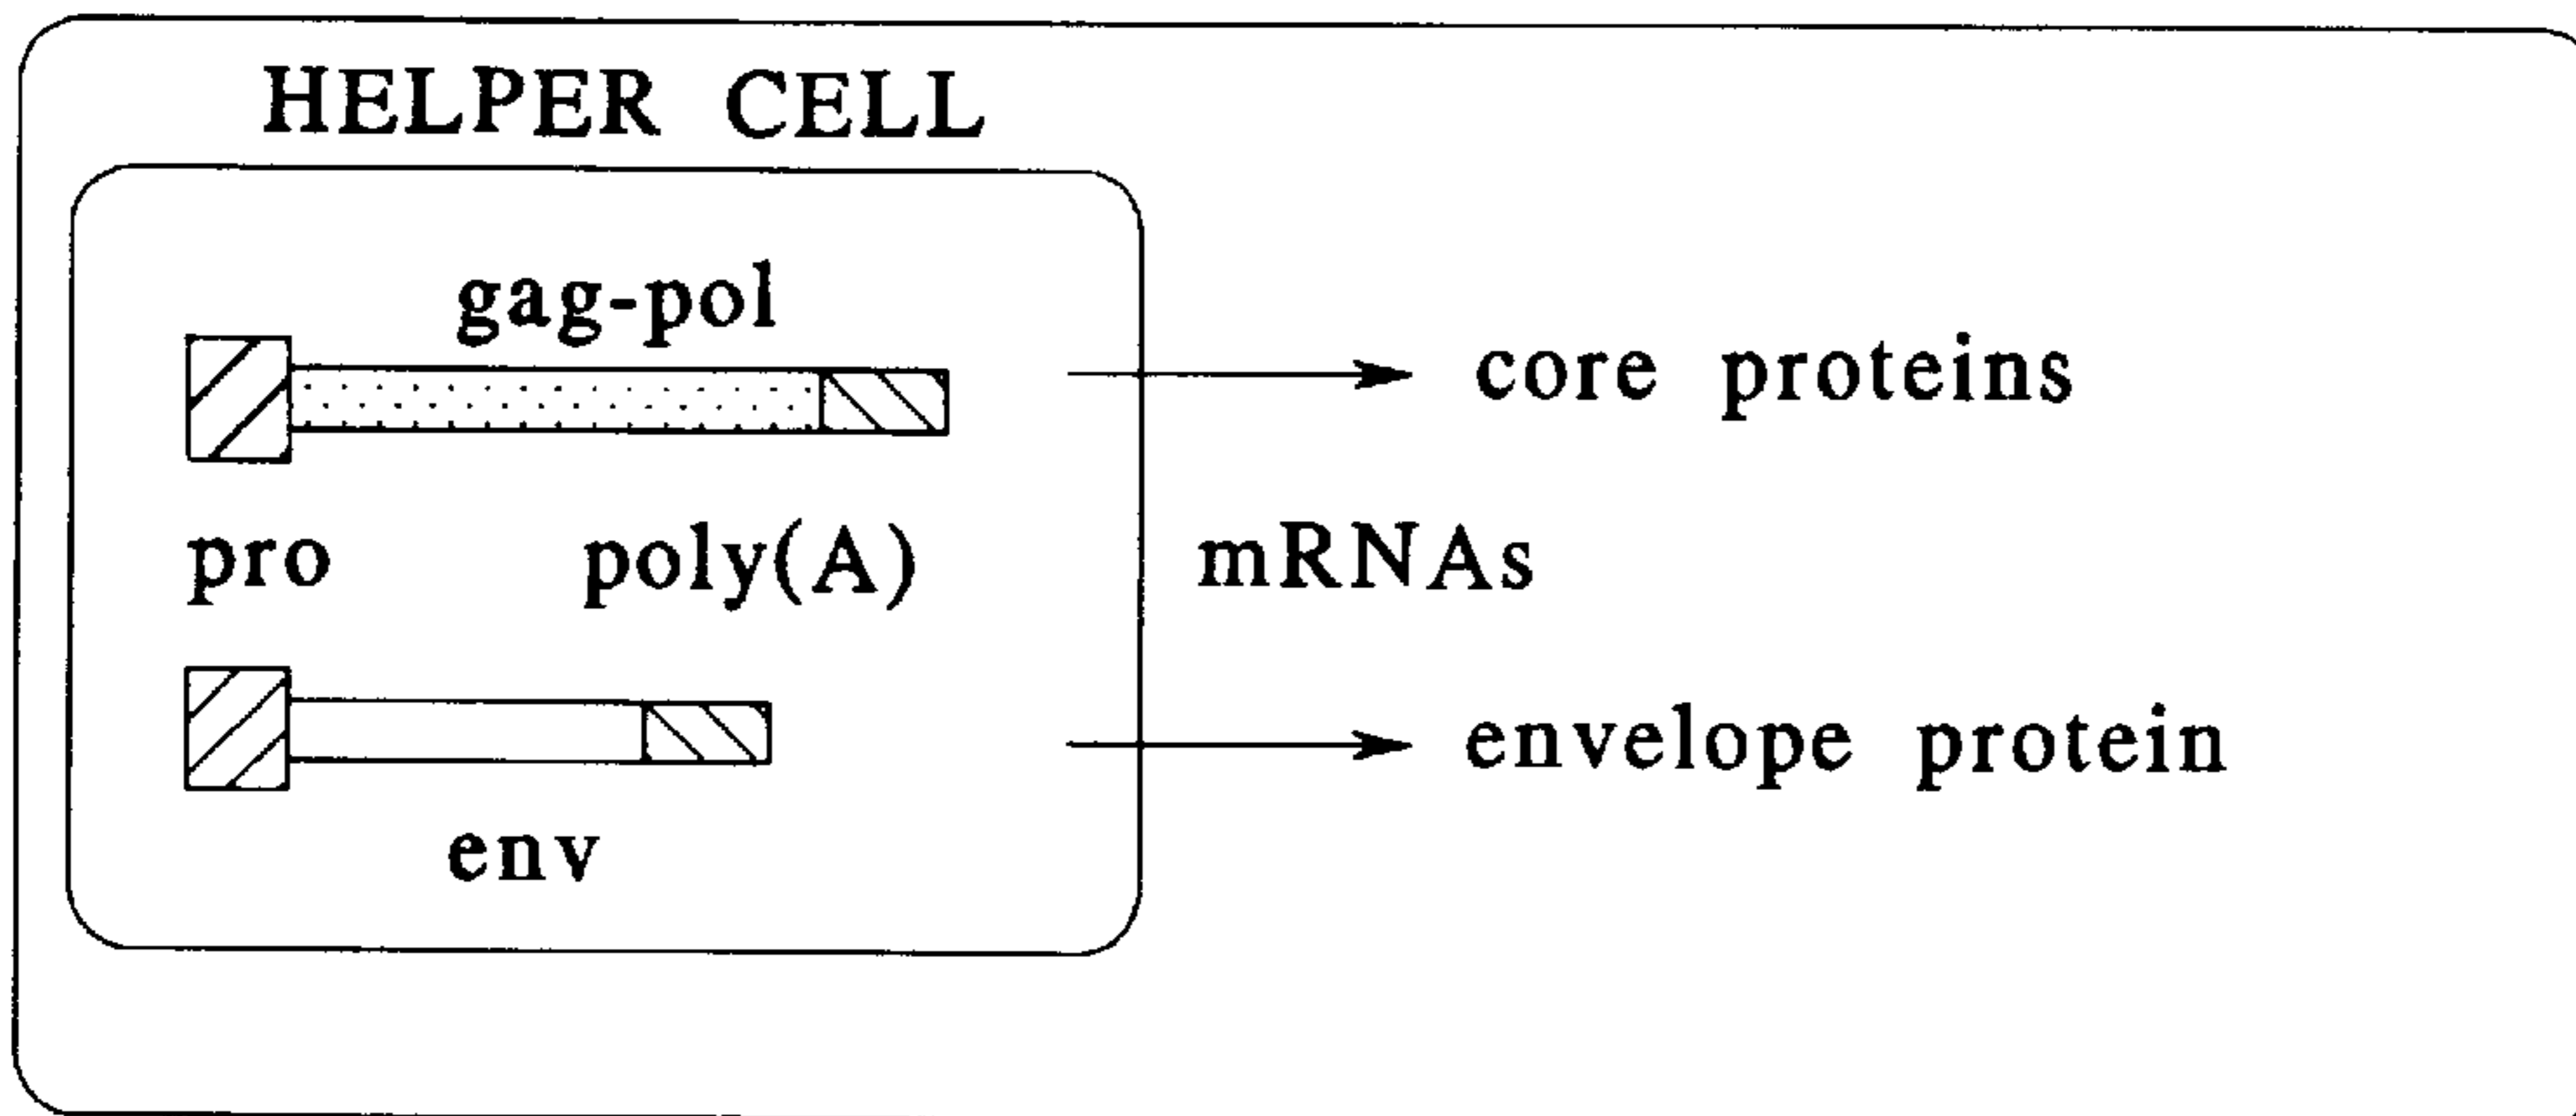 HELPER CELL
gag-pol
core proteins
pro poly(A) mRNAs
envelope protein
env